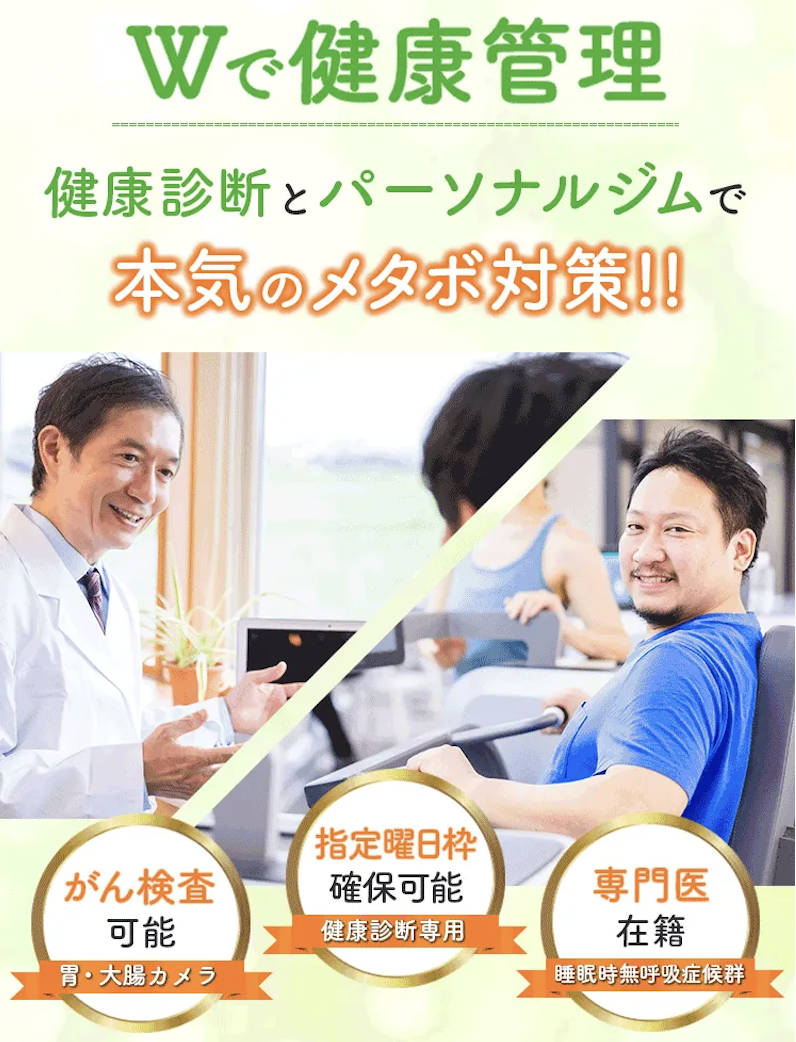 Wで健康管理
健康診断とパーソナルジムで
本気のメタボ対策!!
がん検査
可能
胃・大腸カメラ
指定曜日枠
確保可能
健康診断専用
専門医
在籍
睡眠時無呼吸症候群